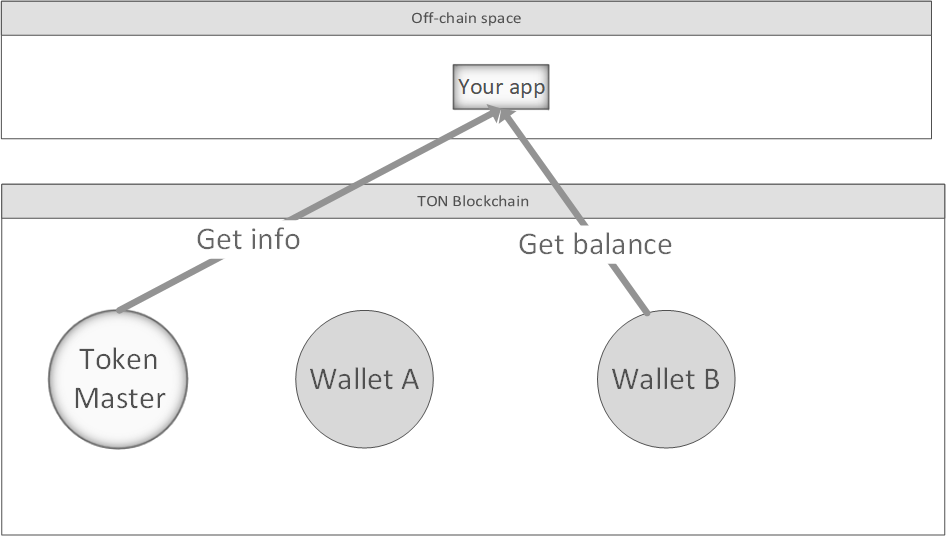 Off-chain space
Your app
TON Blockchain
Get info
Get balance
Token
Master
Wallet A
Wallet B